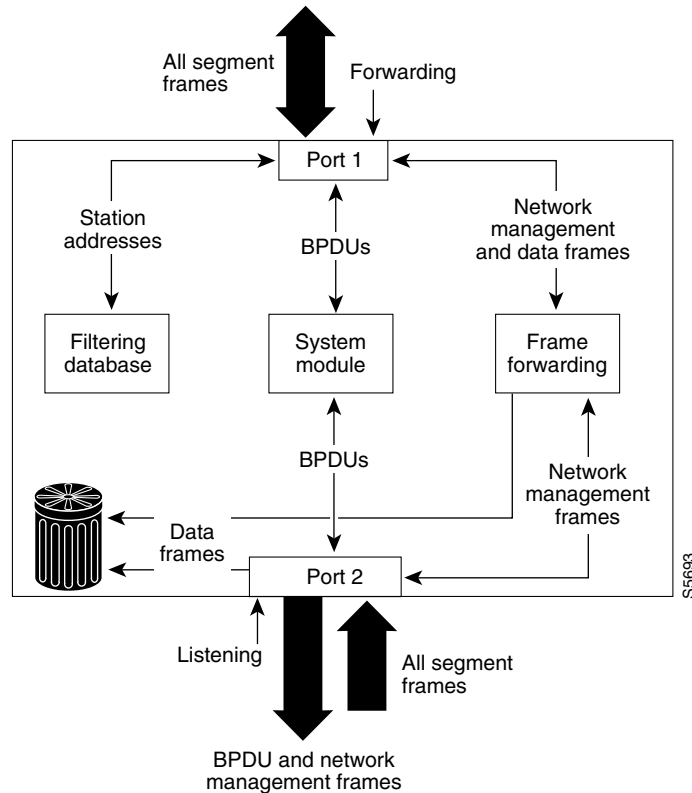 All segment
frames
Forwarding
Port 1
Station
addresses
BPDUs
Network
management
and data frames
Filtering
database
System
module
Frame
forwarding
BPDUs
Network
management
frames
Data
frames
Port 2
S5693
Listening
All segment
frames
BPDU and network
management frames